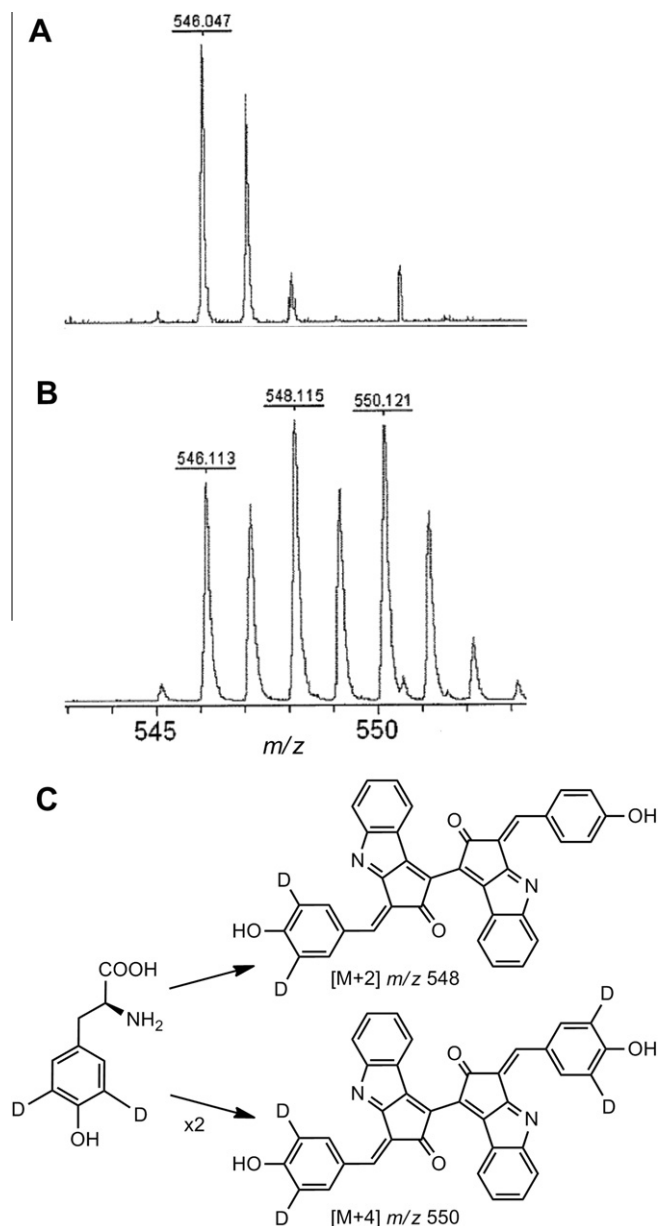 A
546.047
B
548.115
550.121
546.113
545
550
m/z
C
O
OH
N
D
HO
O
N
D
[M+2] m/z 548
COOH
NH2
D
D
OH
x2
O
OH
D
D
N
D
HO
O
N
D
[M+4] m/z 550